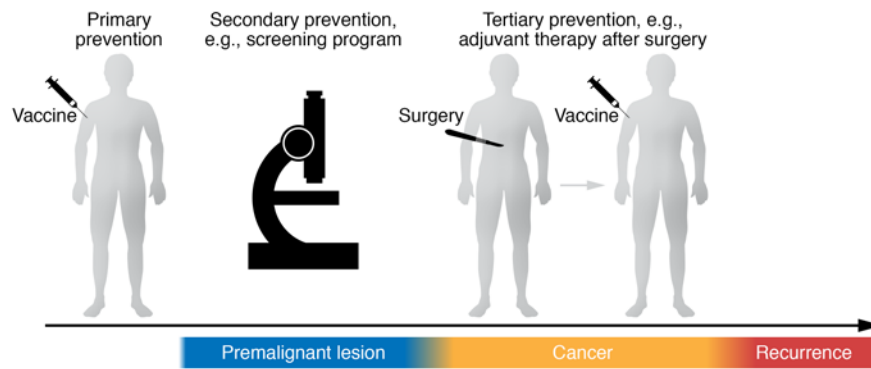 Primary
prevention
Secondary prevention,
e.g., screening program
Tertiary prevention, e.g.,
adjuvant therapy after surgery
Vaccine
Surgery
Vaccine
Premalignant lesion
Cancer
Recurrence